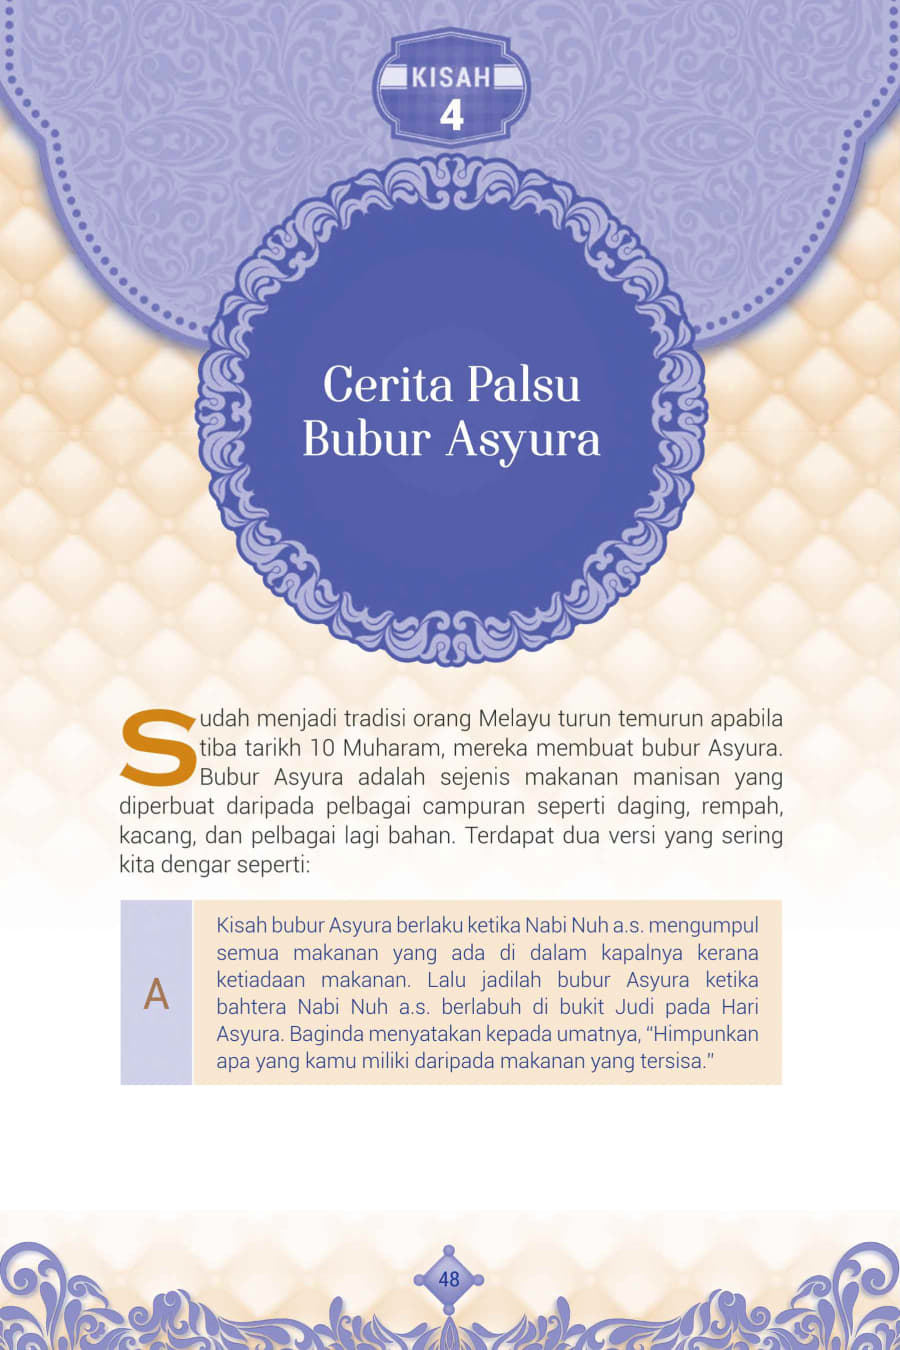 KISAH
4
Cerita Palsu
Bubur Asyura
Sudah menjadi tradisi orang Melayu turun temurun apabila
tiba tarikh 10 Muharam, mereka membuat bubur Asyura.
Bubur Asyura adalah sejenis makanan manisan yang
diperbuat daripada pelbagai campuran seperti daging, rempah,
kacang, dan pelbagai lagi bahan. Terdapat dua versi yang sering
kita dengar seperti:
A
Kisah bubur Asyura berlaku ketika Nabi Nuh a.s. mengumpul
semua makanan yang ada di dalam kapalnya kerana
ketiadaan makanan. Lalu jadilah bubur Asyura ketika
bahtera Nabi Nuh a.s. berlabuh di bukit Judi pada Hari
Asyura. Baginda menyatakan kepada umatnya, “Himpunkan
apa yang kamu miliki daripada makanan yang tersisa.”
48